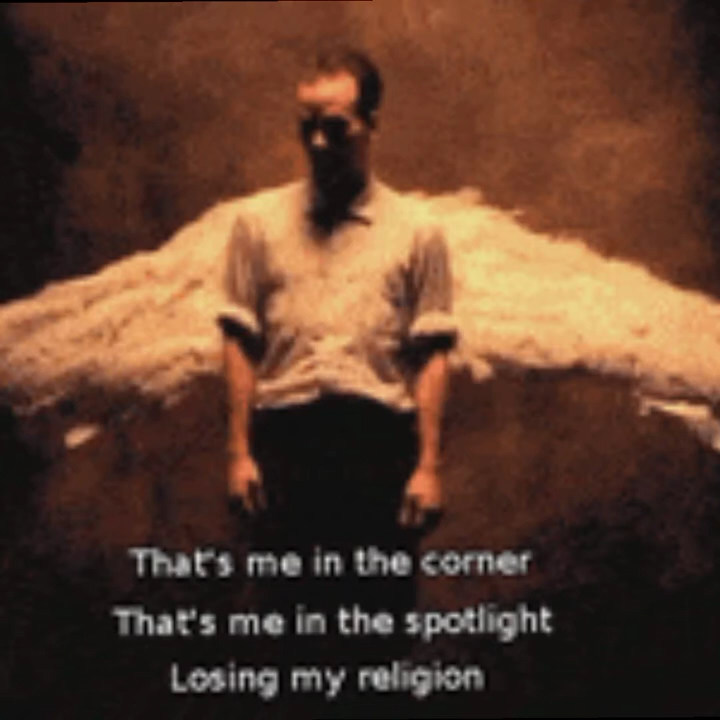 That's me in the corner
That's me in the spotlight
Losing my religion